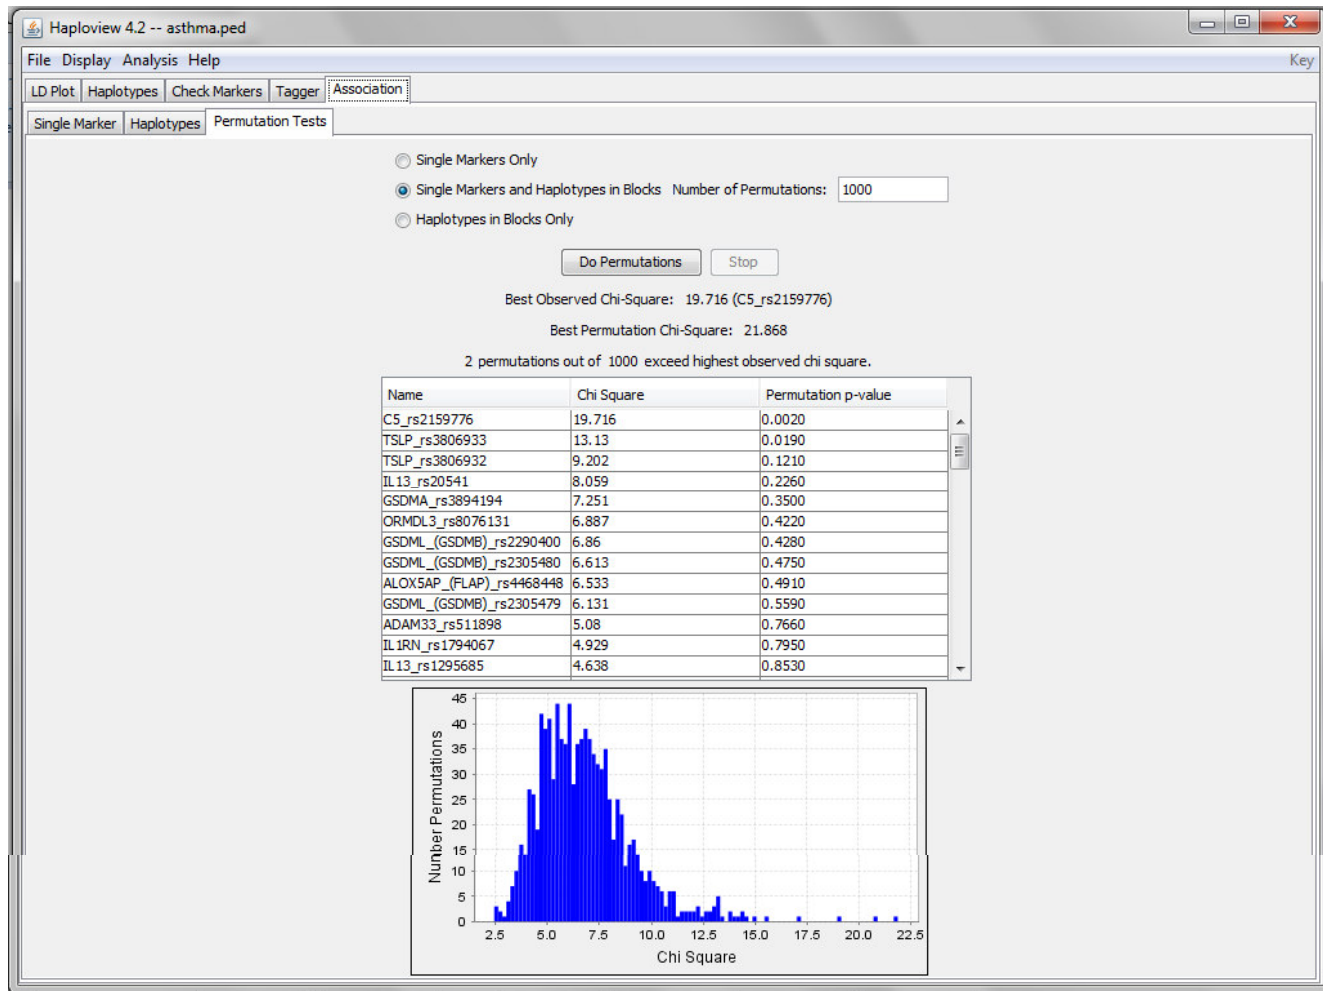 Haploview 4.2 -- asthma.ped
File Display Analysis Help Key
LD Plot Haplotypes Check Markers Tagger Association
Single Marker Haplotypes Permutation Tests
Single Markers Only
Single Markers and Haplotypes in Blocks Number of Permutations: 1000
Haplotypes in Blocks Only
Do Permutations Stop
Best Observed Chi-Square: 19.716 (C5_rs2159776)
Best Permutation Chi-Square: 21.868
2 permutations out of 1000 exceed highest observed chi square.
Name Chi Square Permutation p-value
C5_rs2159776 19.716 0.0020
TSLP_rs3806933 13.13 0.0190
TSLP_rs3806932 9.202 0.1210
IL13_rs20541 8.059 0.2260
GSDMA_rs3894194 7.251 0.3500
ORMDL3_rs8076131 6.887 0.4220
GSDML_(GSDMB)_rs2290400 6.86 0.4280
GSDML_(GSDMB)_rs2305480 6.613 0.4750
ALOX5AP_(FLAP)_rs4468448 6.533 0.4910
GSDML_(GSDMB)_rs2305479 6.131 0.5590
ADAM33_rs511898 5.08 0.7660
IL1RN_rs1794067 4.929 0.7950
IL13_rs1295685 4.638 0.8530
Number Permutations
45
40
35
30
25
20
15
10
5
0
2.5 5.0 7.5 10.0 12.5 15.0 17.5 20.0 22.5
Chi Square